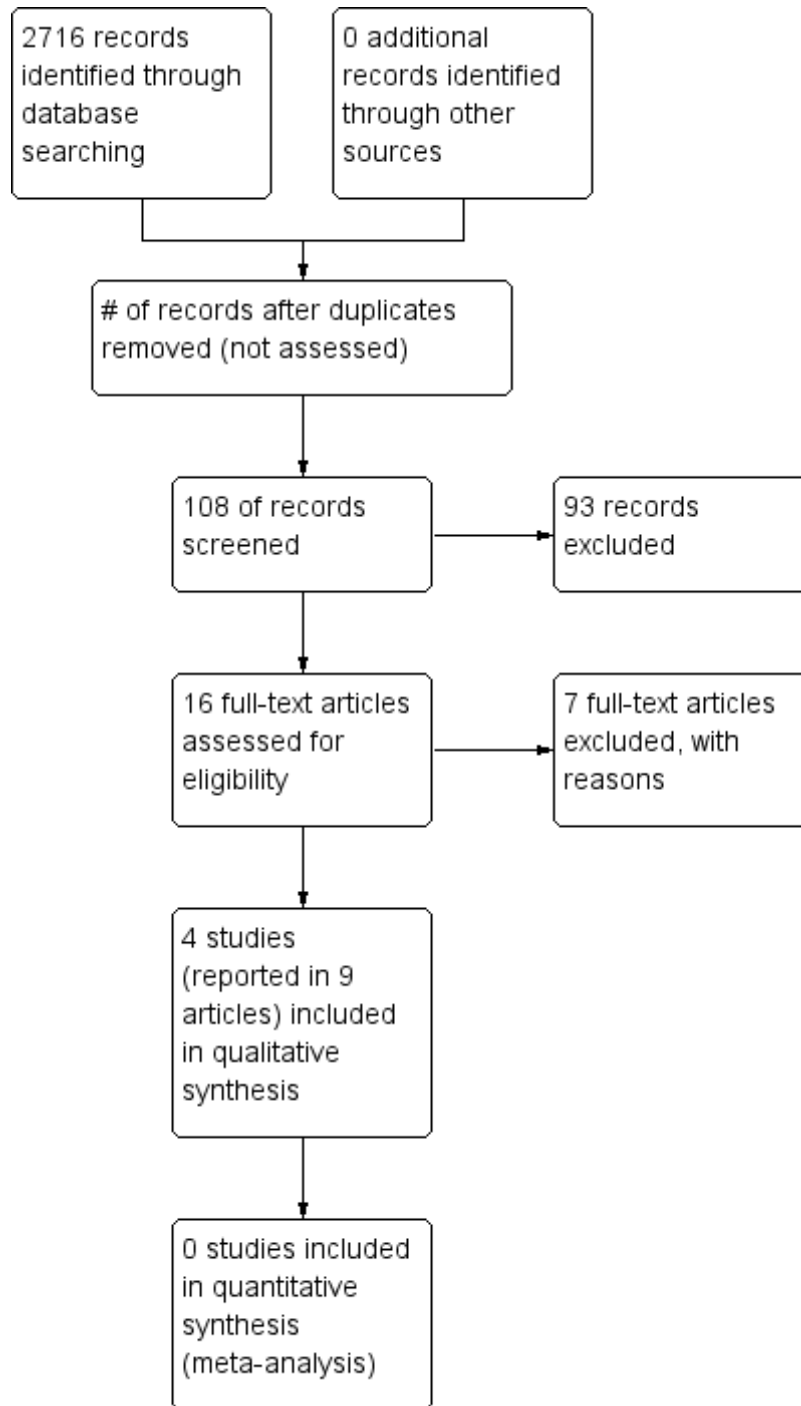 2716 records
identified through
database
searching
0 additional
records identified
through other
sources
# of records after duplicates
removed (not assessed)
108 of records
screened
93 records
excluded
16 full-text articles
assessed for
eligibility
7 full-text articles
excluded, with
reasons
4 studies
(reported in 9
articles) included
in qualitative
synthesis
0 studies included
in quantitative
synthesis
(meta-analysis)